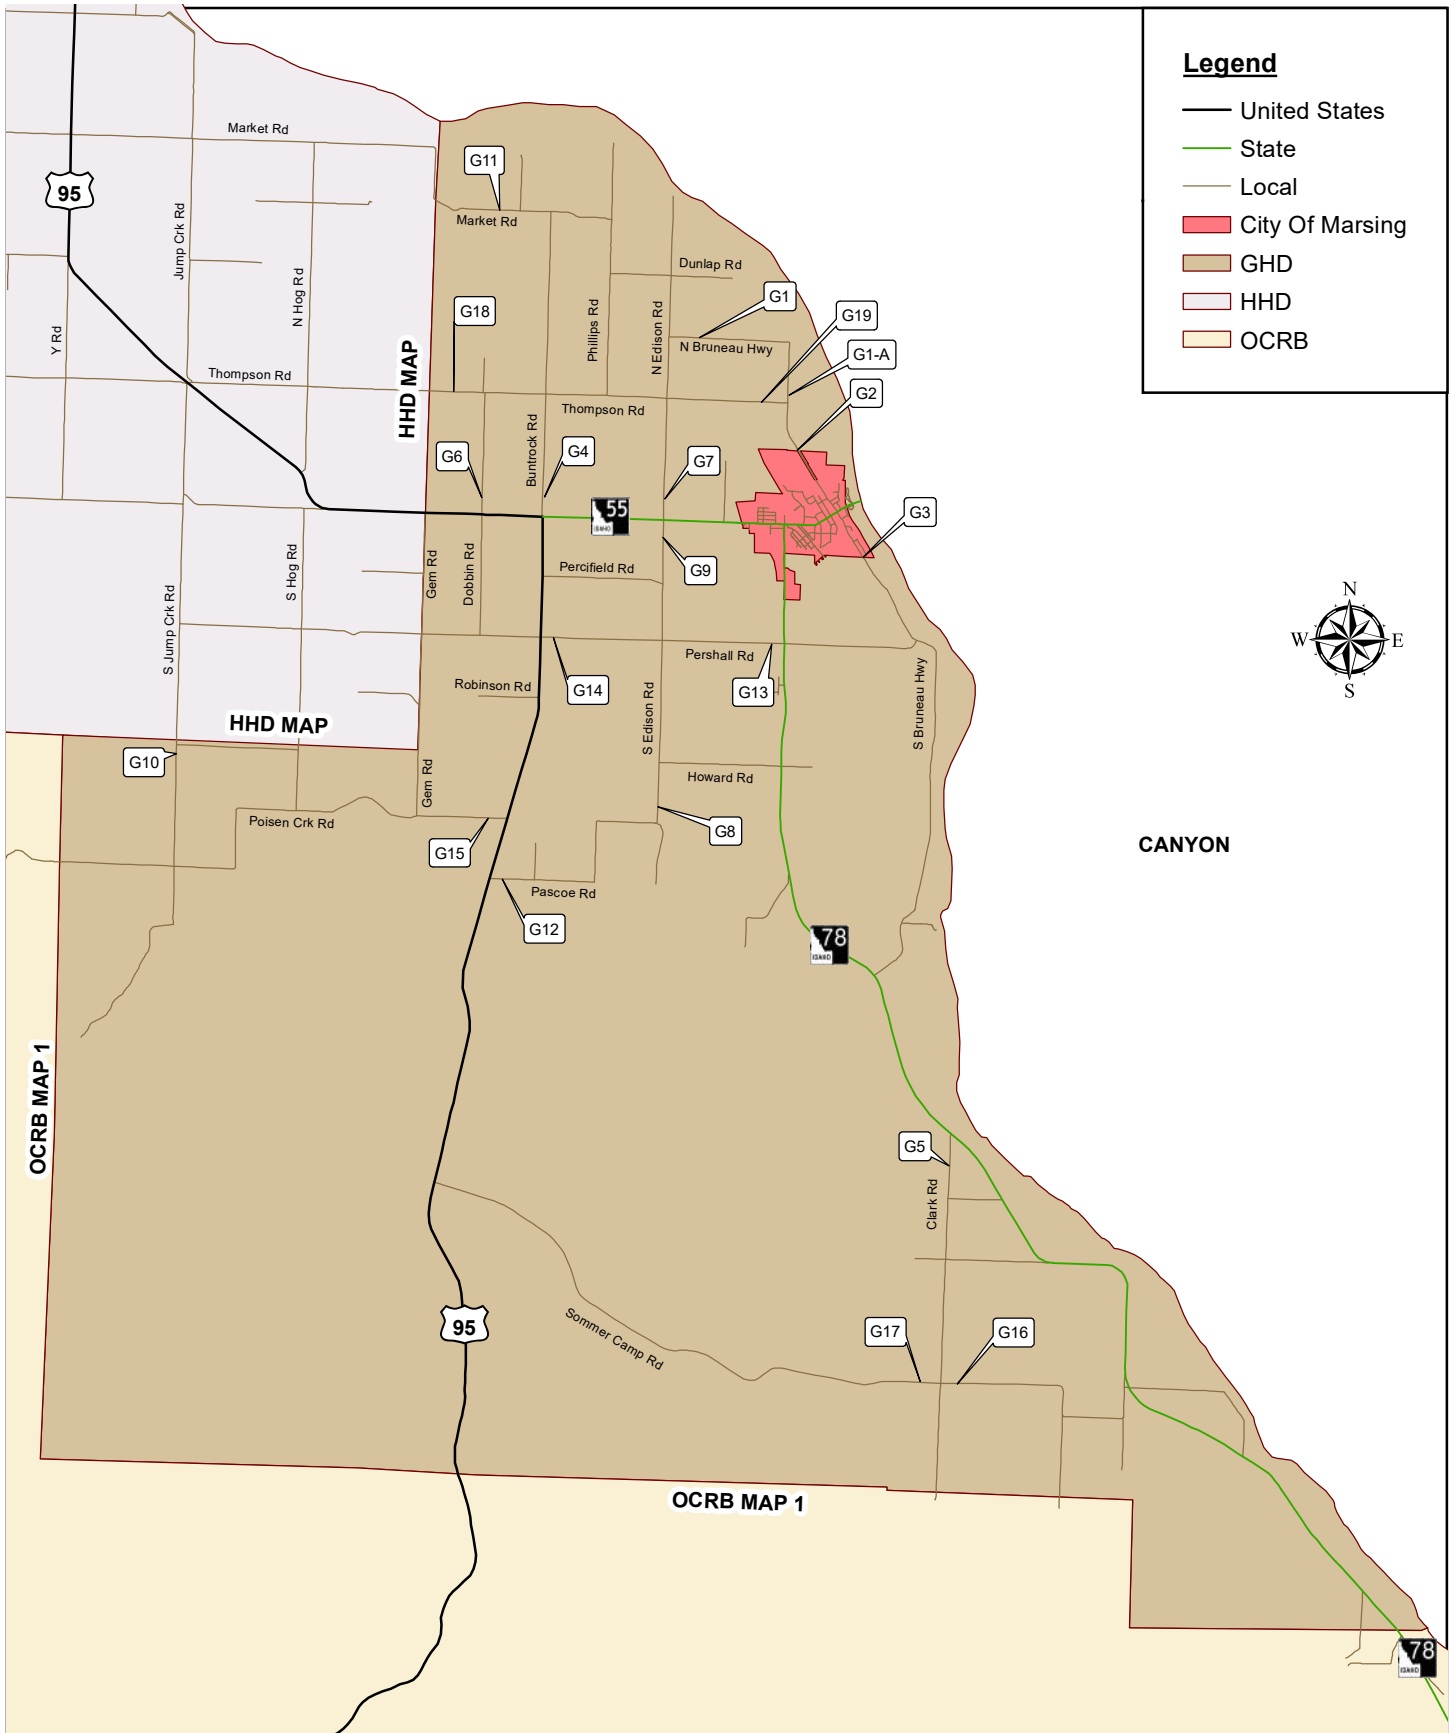 Legend
United States
State
Local
City Of Marsing
GHD
HHD
OCRB
Market Rd
G11
95
Market Rd
Jump Crk Rd
Dunlap Rd
N Hog Rd
G1
G18
G19
Phillips Rd
N Edison Rd
Y Rd
N Bruneau Hwy
G1-A
HHD MAP
Thompson Rd
G2
Thompson Rd
Buntrock Rd
G6
G4
G7
55
IDAHO
G3
Percifield Rd
G9
Gem Rd
Dobbin Rd
S Hog Rd
S Jump Crk Rd
N
W
E
S
Pershall Rd
Robinson Rd
G14
G13
S Edison Rd
S Bruneau Hwy
HHD MAP
G10
Gem Rd
Howard Rd
Poisen Crk Rd
G8
G15
CANYON
Pascoe Rd
G12
78
IDAHO
OCRB MAP 1
G5
Clark Rd
95
Sommer Camp Rd
G17
G16
OCRB MAP 1
78
IDAHO